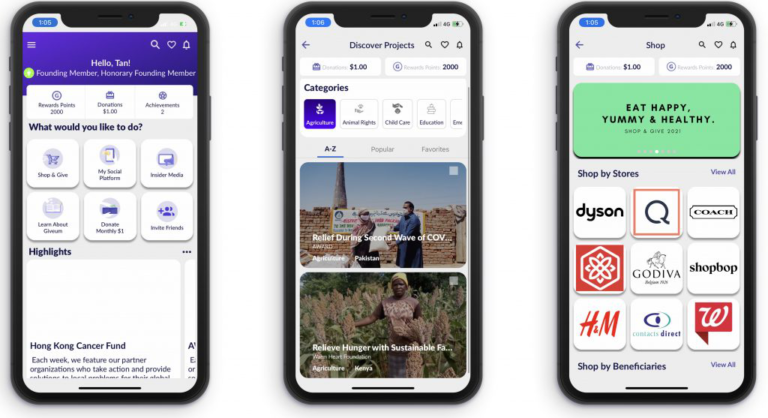 1:05
Hello, Tan!
Founding Member, Honorary Founding Member
Rewards Points
2000
Donations
$1.00
Achievements
2
What would you like to do?
Shop & Give
My Social
Platform
Insider Media
Learn About
Giveum
Donate
Monthly $1
Invite Friends
Highlights
Hong Kong Cancer Fund
Each week, we feature our partner
organizations who take action and provide
solutions to local problems for their global
1:06
4G
Discover Projects
Donations: $1.00
Rewards Points: 2000
Categories
Agriculture
Animal Rights
Child Care
Education
A-Z
Popular
Favorites
Relief During Second Wave of COV...
Agriculture
Pakistan
Relieve Hunger with Sustainable Fa...
Warm Heart Foundation
Agriculture
Kenya
1:05
4G
Shop
Donations: $1.00
Rewards Points: 2000
EAT HAPPY,
YUMMY & HEALTHY.
SHOP & GIVE 2021
Shop by Stores
View All
dyson
COACH
GODIVA
Belgium 1926
shopbop
H&M
contacts direct
Shop by Beneficiaries
View All